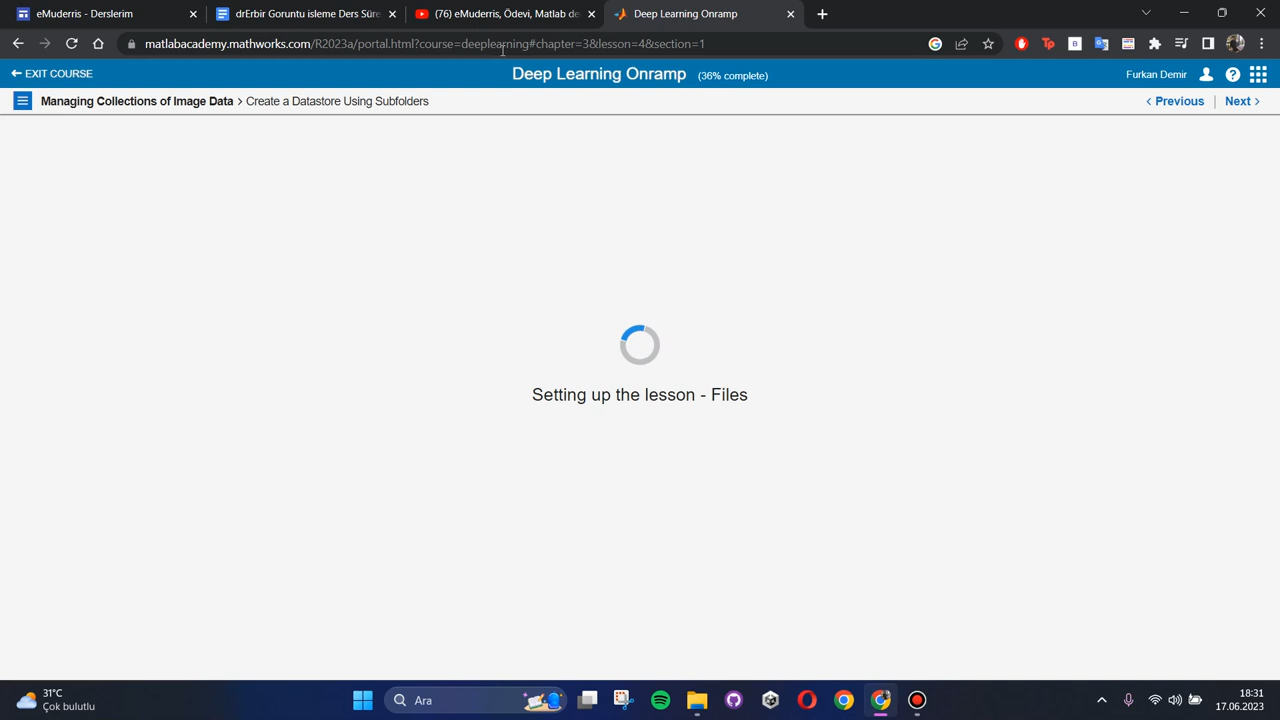 eMuderris - Derslerim
drErbir Goruntu isleme Ders Süre
(76) eMuderris, Ödevi, Matlab de
Deep Learning Onramp
matlabacademy.mathworks.com/R2023a/portal.html?course=deeplearning#chapter=3&lesson=4&section=1
EXIT COURSE
Deep Learning Onramp (36% complete)
Furkan Demir
Managing Collections of Image Data > Create a Datastore Using Subfolders
< Previous | Next >
Setting up the lesson - Files
31°C
Çok bulutlu
Ara
18:31
17.06.2023